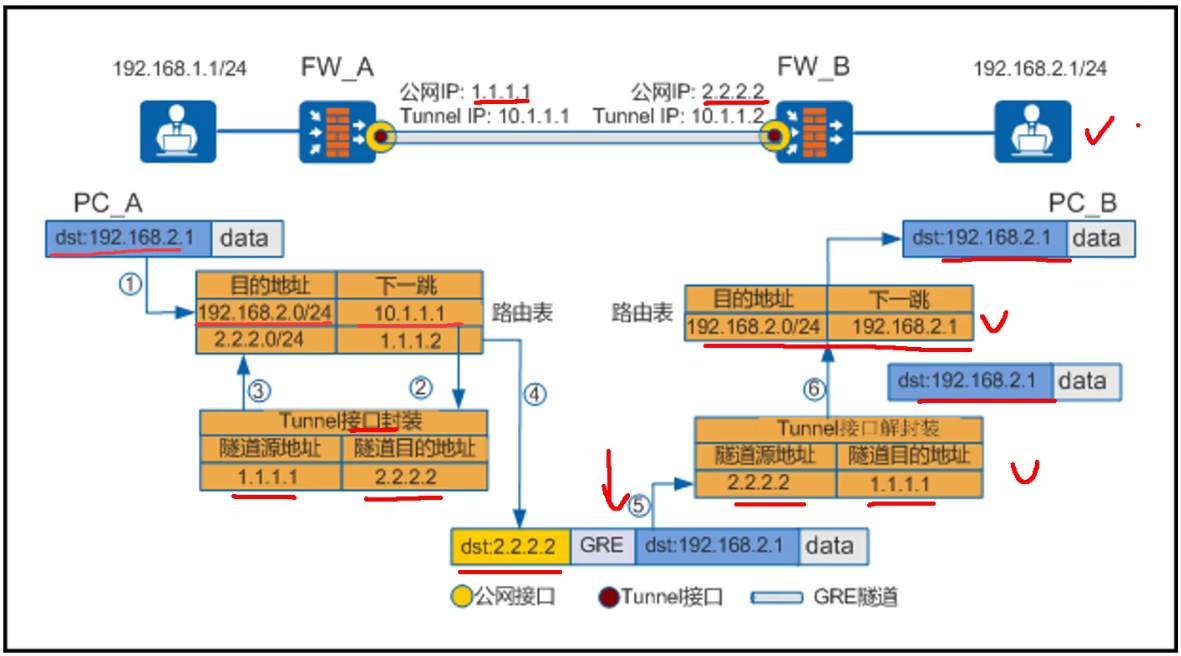 192.168.1.1/24
FW_A
FW_B
192.168.2.1/24
公网IP: 1.1.1.1
公网IP: 2.2.2.2
Tunnel IP: 10.1.1.1
Tunnel IP: 10.1.1.2
PC_A
PC_B
dst:192.168.2.1 data
dst:192.168.2.1 data
①
目的地址 下一跳
192.168.2.0/24 10.1.1.1
2.2.2.0/24 1.1.1.2
路由表
路由表
目的地址 下一跳
192.168.2.0/24 192.168.2.1
③
②
④
⑥
dst:192.168.2.1 data
Tunnel接口封装
隧道源地址 隧道目的地址
1.1.1.1 2.2.2.2
Tunnel接口解封装
隧道源地址 隧道目的地址
2.2.2.2 1.1.1.1
⑤
dst:2.2.2.2 GRE dst:192.168.2.1 data
公网接口 Tunnel接口 GRE隧道